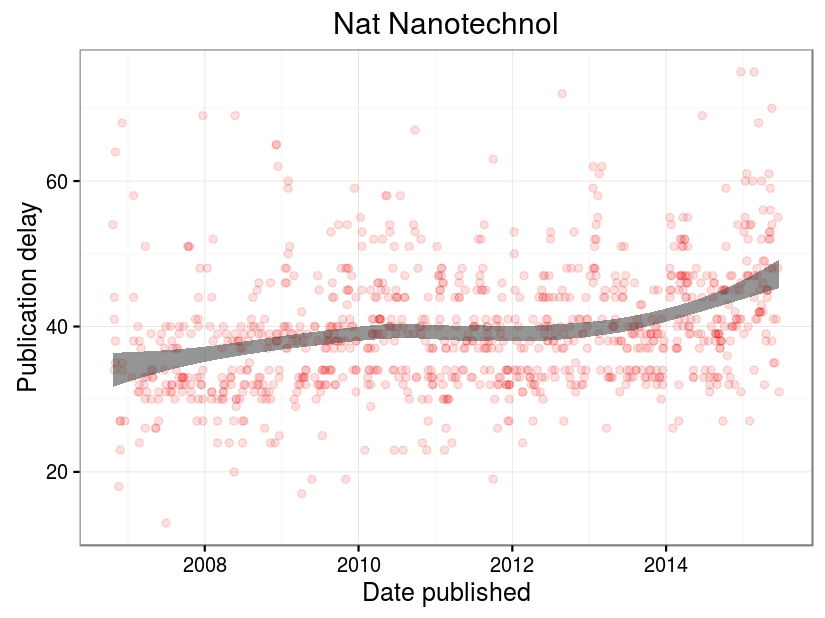 Nat Nanotechnol
Publication delay
60
40
20
2008 2010 2012 2014
Date published